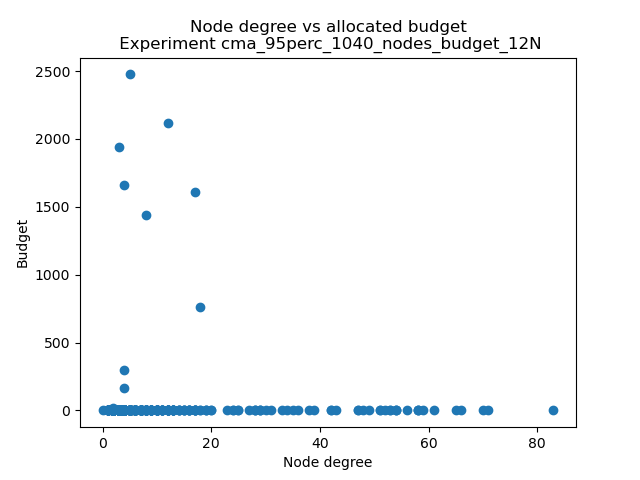 Node degree vs allocated budget
Experiment cma_95perc_1040_nodes_budget_12N
2500
2000
1500
1000
500
0
Budget
0 20 40 60 80
Node degree